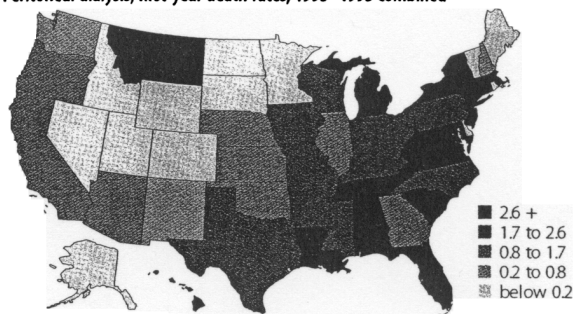 Peritoneal dialysis, first-year death rates, combined
2.6 +
1.7 to 2.6
0.8 to 1.7
0.2 to 0.8
below 0.2